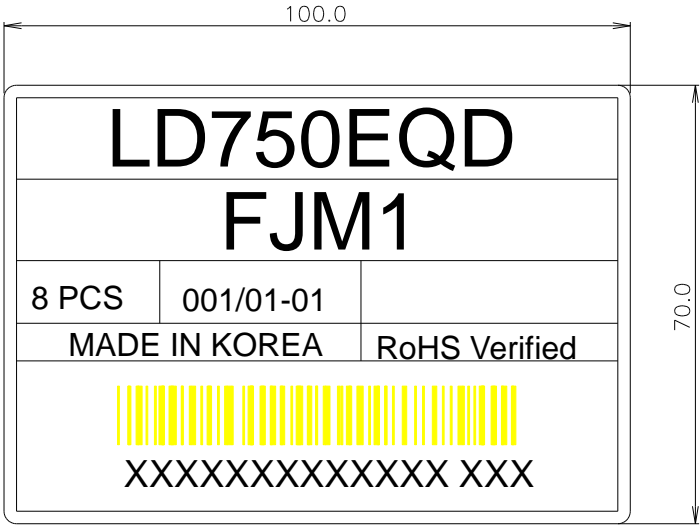 100.0
LD750EQD
FJM1
8 PCS
001/01-01
70.0
MADE IN KOREA
RoHS Verified
XXXXXXXXXXXXX XXX